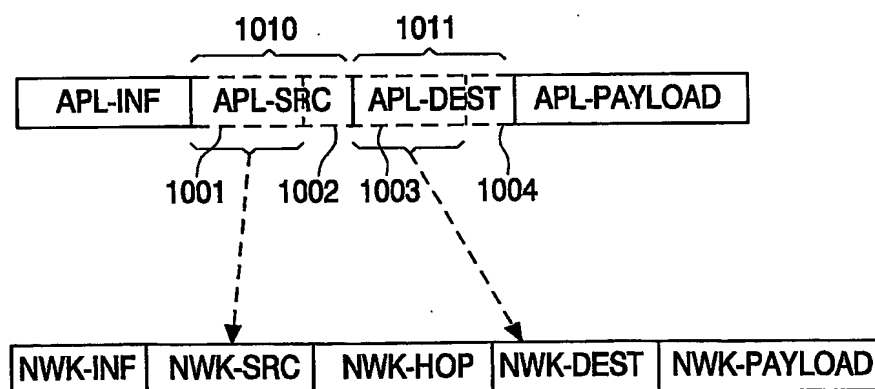 1010 1011
APL-INF APL-SRC APL-DEST APL-PAYLOAD
1001 1002 1003 1004
NWK-INF NWK-SRC NWK-HOP NWK-DEST NWK-PAYLOAD